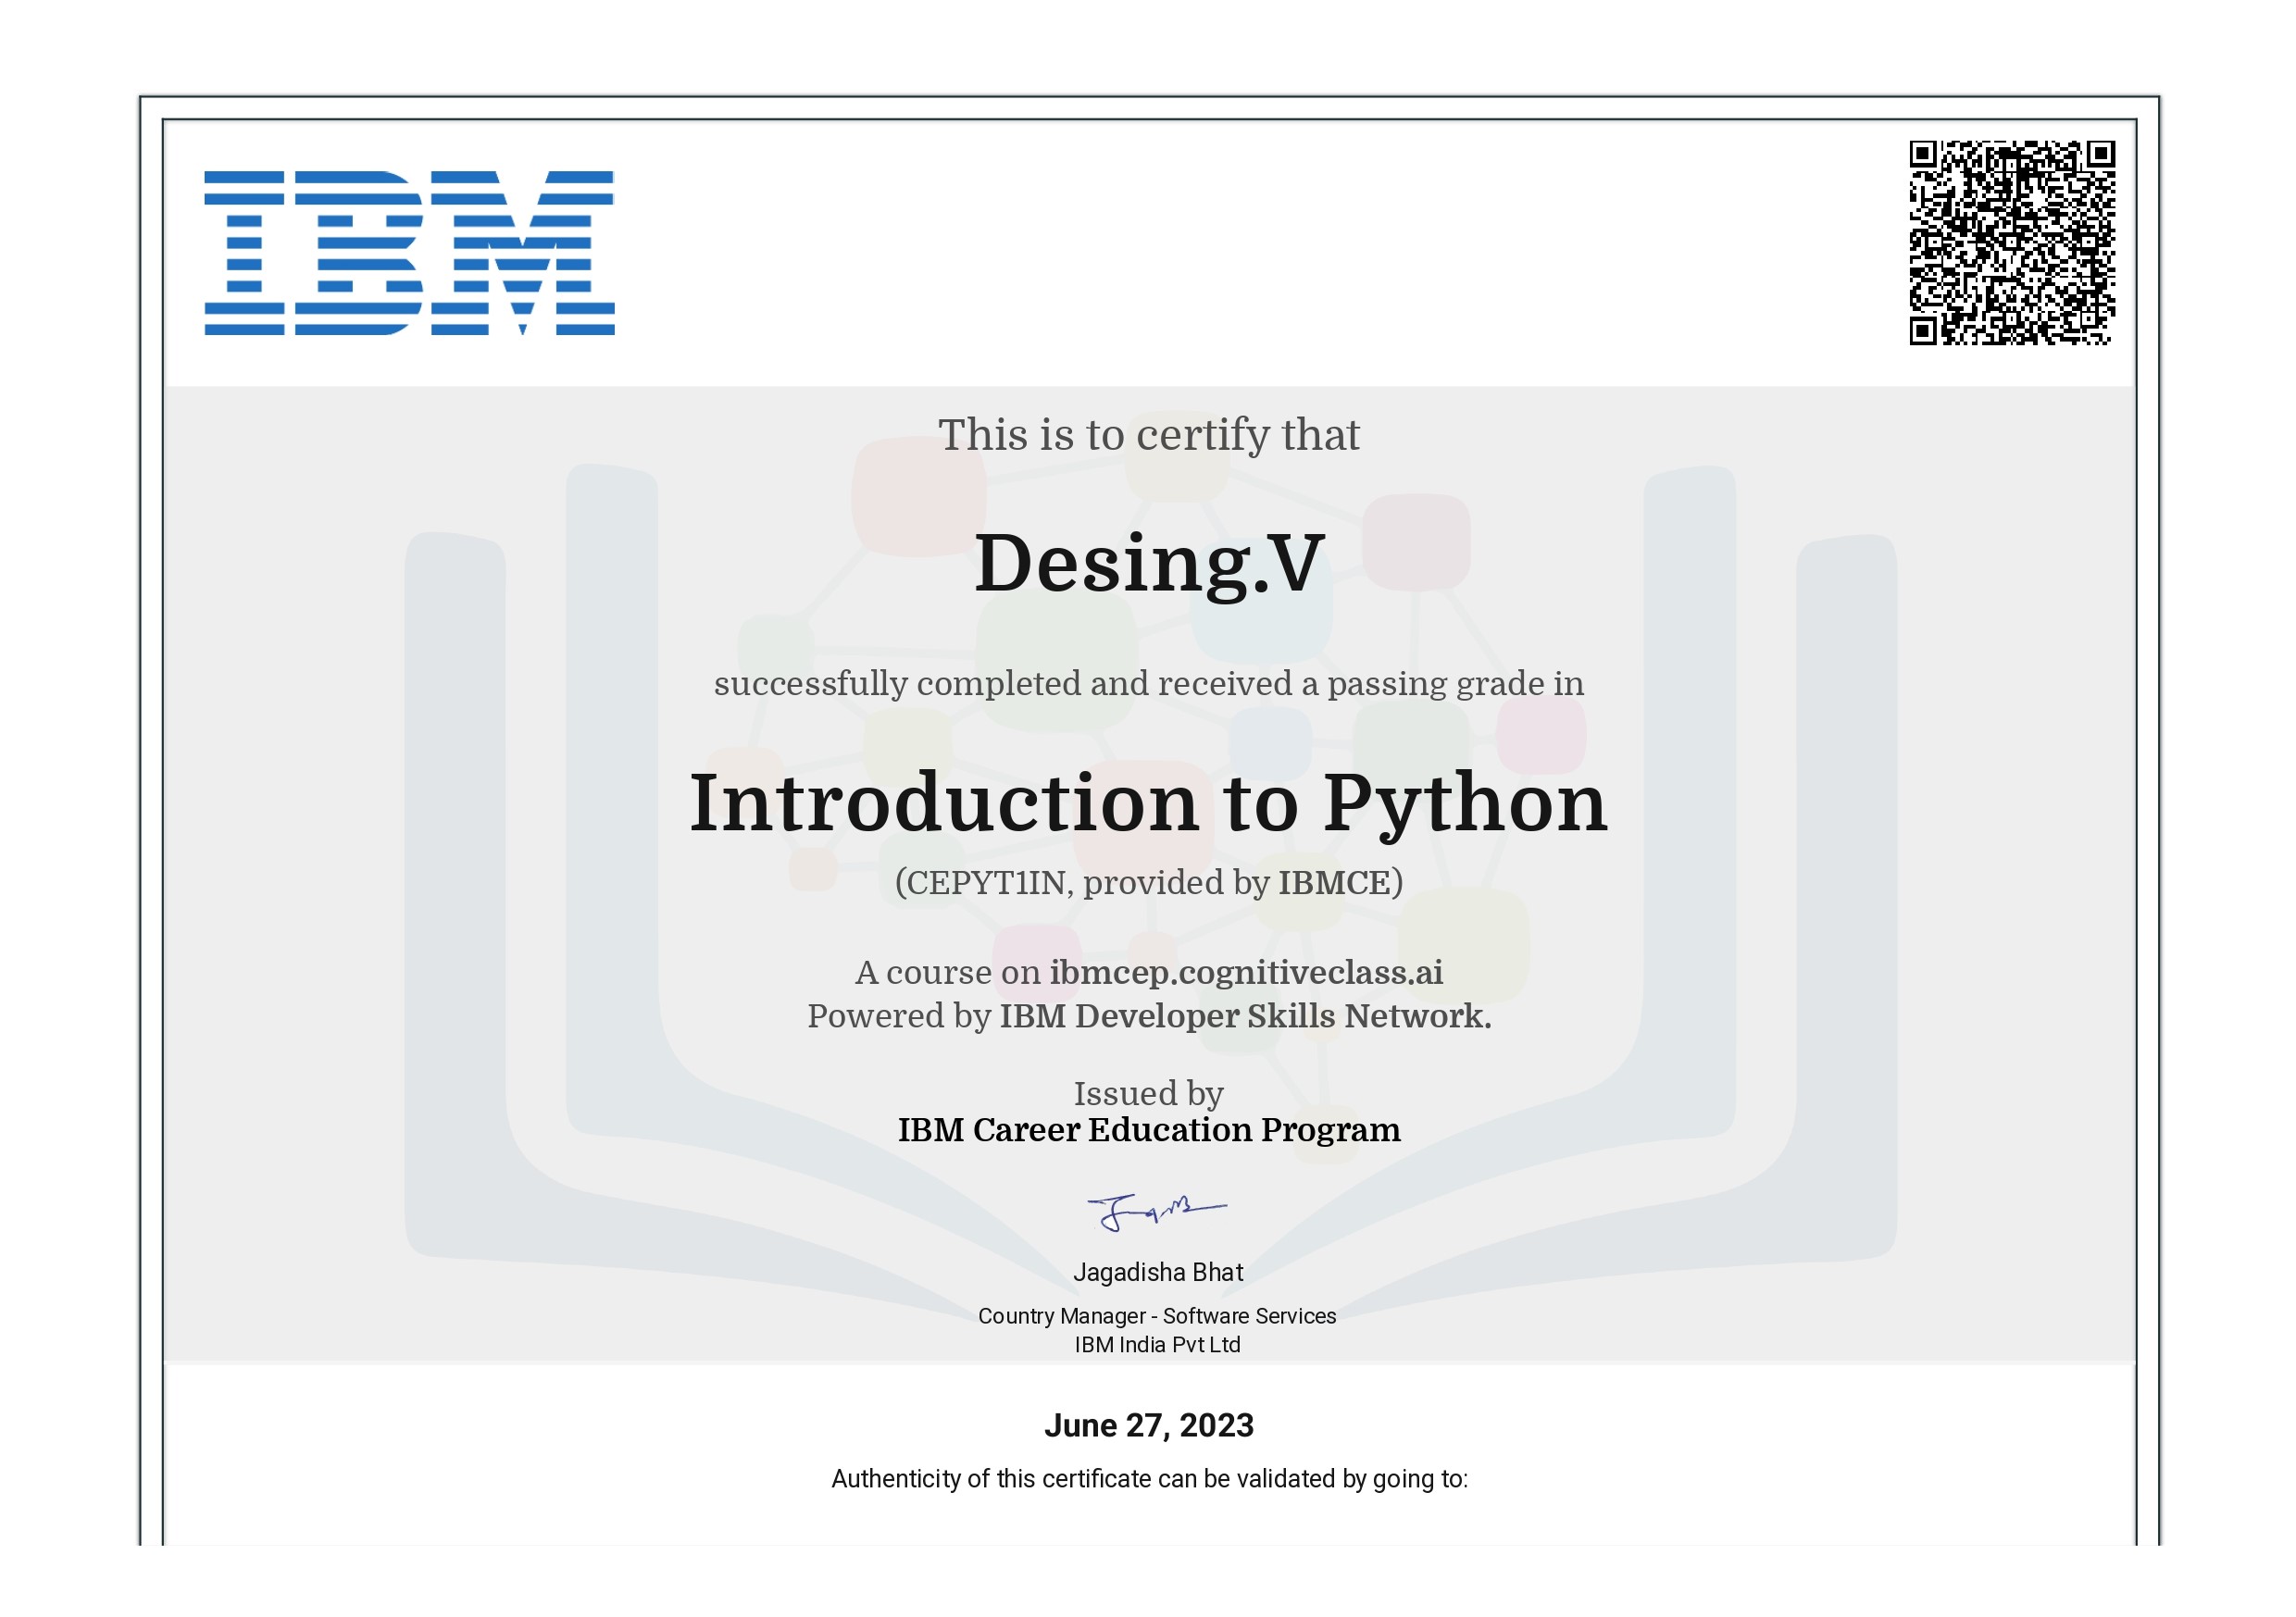 IBM
This is to certify that
Desing.V
successfully completed and received a passing grade in
Introduction to Python
(CEPYT1IN, provided by IBMCE)
A course on ibmcep.cognitiveclass.ai
Powered by IBM Developer Skills Network.
Issued by
IBM Career Education Program
Jagadisha Bhat
Country Manager - Software Services
IBM India Pvt Ltd
June 27, 2023
Authenticity of this certificate can be validated by going to: